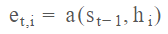 e_{t,i} = a(s_{t−1}, h_i)